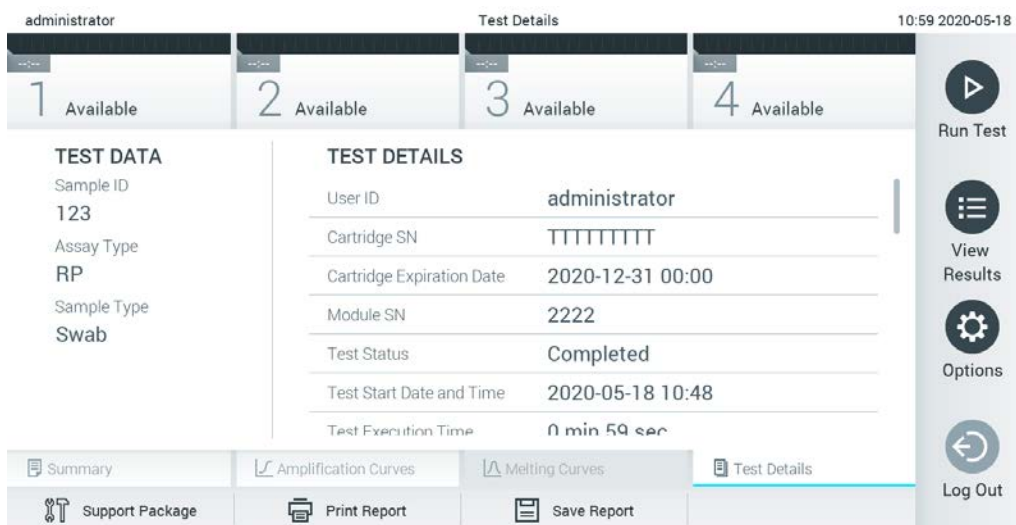 administrator Test Details 10:59 2020-05-18
--:-- --:-- --:-- --:--
1 Available 2 Available 3 Available 4 Available
Run Test
TEST DATA
Sample ID
123
Assay Type
RP
Sample Type
Swab
TEST DETAILS
User ID administrator
Cartridge SN TTTTTTTTT
Cartridge Expiration Date 2020-12-31 00:00
Module SN 2222
Test Status Completed
Test Start Date and Time 2020-05-18 10:48
Test Execution Time 0 min 59 sec
View
Results
Options
Log Out
Summary Amplification Curves Melting Curves Test Details
Support Package Print Report Save Report